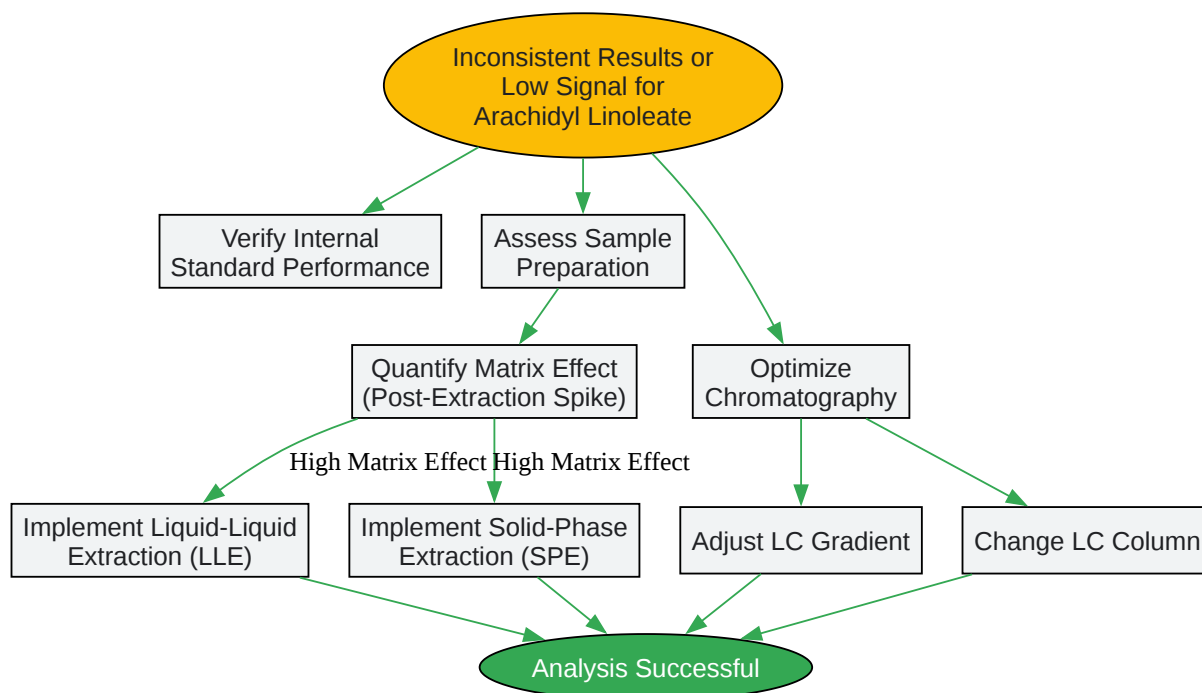 Inconsistent Results or
Low Signal for
Arachidyl Linoleate
Verify Internal
Standard Performance
Assess Sample
Preparation
Quantify Matrix Effect
(Post-Extraction Spike)
Optimize
Chromatography
High Matrix Effect
High Matrix Effect
Implement Liquid-Liquid
Extraction (LLE)
Implement Solid-Phase
Extraction (SPE)
Adjust LC Gradient
Change LC Column
Analysis Successful